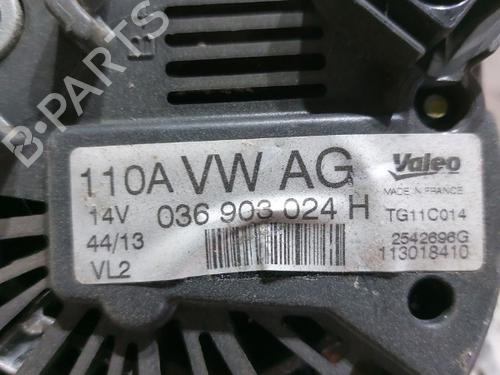 B-PARTS
110A VW AG
Valeo
MADE IN FRANCE
14V 036 903 024 H
TG11C014
44/13
2542696G
VL2
113018410